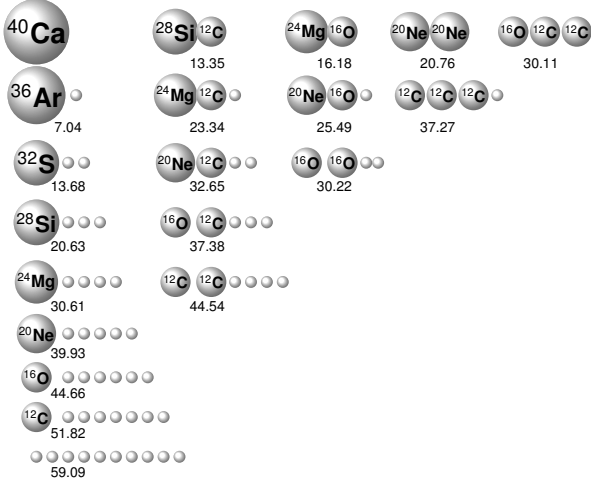 40Ca 28Si 12C 24Mg 16O 20Ne 20Ne 16O 12C 12C
13.35 16.18 20.76 30.11
36Ar 24Mg 12C 20Ne 16O 12C 12C 12C
7.04 23.34 25.49 37.27
32S 20Ne 12C 16O 16O
13.68 32.65 30.22
28Si 16O 12C
20.63 37.38
24Mg 12C 12C
30.61 44.54
20Ne
39.93
16O
44.66
12C
51.82
59.09